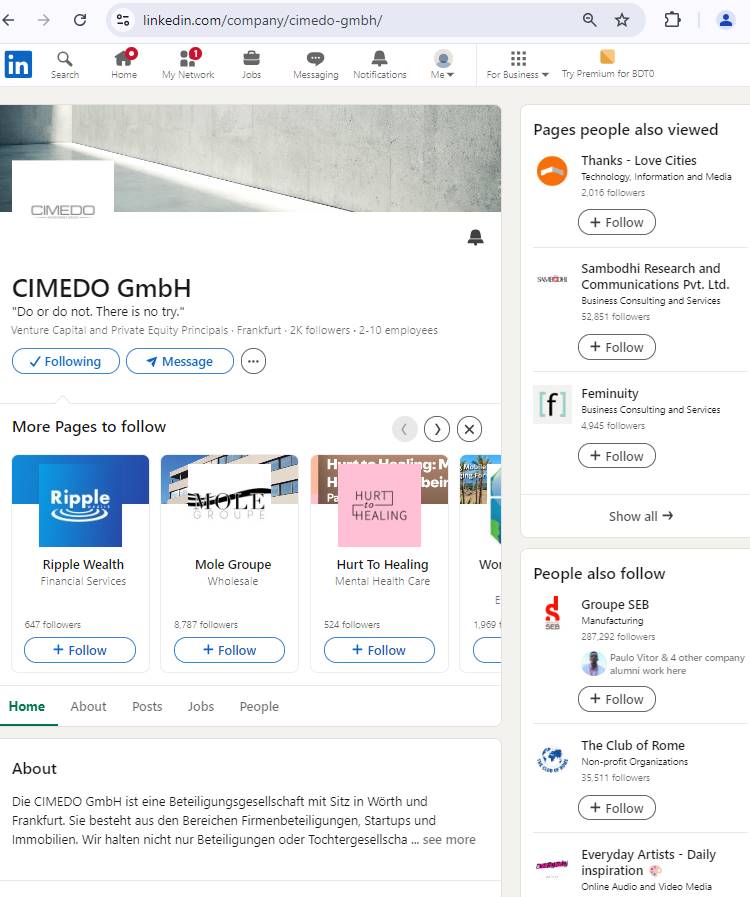 linkedin.com/company/cimedo-gmbh/
in
Search
Home
1
My Network
Jobs
Messaging
Notifications
Me
For Business
Try Premium for BDT0
CIMEDO
CIMEDO GmbH
"Do or do not. There is no try."
Venture Capital and Private Equity Principals · Frankfurt · 2K followers · 2-10 employees
Following
Message
More Pages to follow
Ripple
Ripple Wealth
Financial Services
647 followers
+ Follow
MOLE
GROUPE
Mole Groupe
Wholesale
8,787 followers
+ Follow
Hurt to Healing: M
HURT
to
HEALING
Hurt To Healing
Mental Health Care
524 followers
+ Follow
Wor
E
1,969 f
Home
About
Posts
Jobs
People
About
Die CIMEDO GmbH ist eine Beteiligungsgesellschaft mit Sitz in Wörth und
Frankfurt. Sie besteht aus den Bereichen Firmenbeteiligungen, Startups und
Immobilien. Wir halten nicht nur Beteiligungen oder Tochtergesellscha ... see more
Pages people also viewed
Thanks - Love Cities
Technology, Information and Media
2,016 followers
+ Follow
SAMBODHI
Sambodhi Research and
Communications Pvt. Ltd.
Business Consulting and Services
52,851 followers
+ Follow
[f]
Feminuity
Business Consulting and Services
4,945 followers
+ Follow
Show all →
People also follow
SEB
Groupe SEB
Manufacturing
287,292 followers
Paulo Vitor & 4 other company
alumni work here
+ Follow
THE CLUB OF ROME
The Club of Rome
Non-profit Organizations
35,511 followers
+ Follow
Everyday Artists - Daily
inspiration 🎨
Online Audio and Video Media